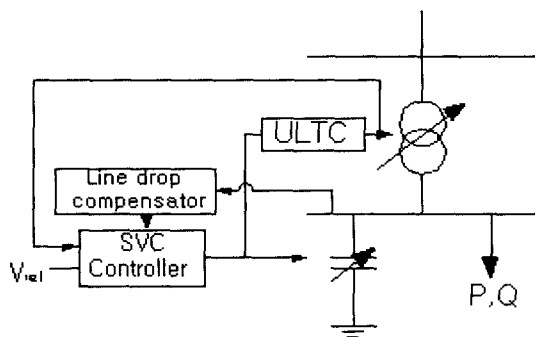 ULTC
Line drop
compensator
SVC
Controller
P,Q